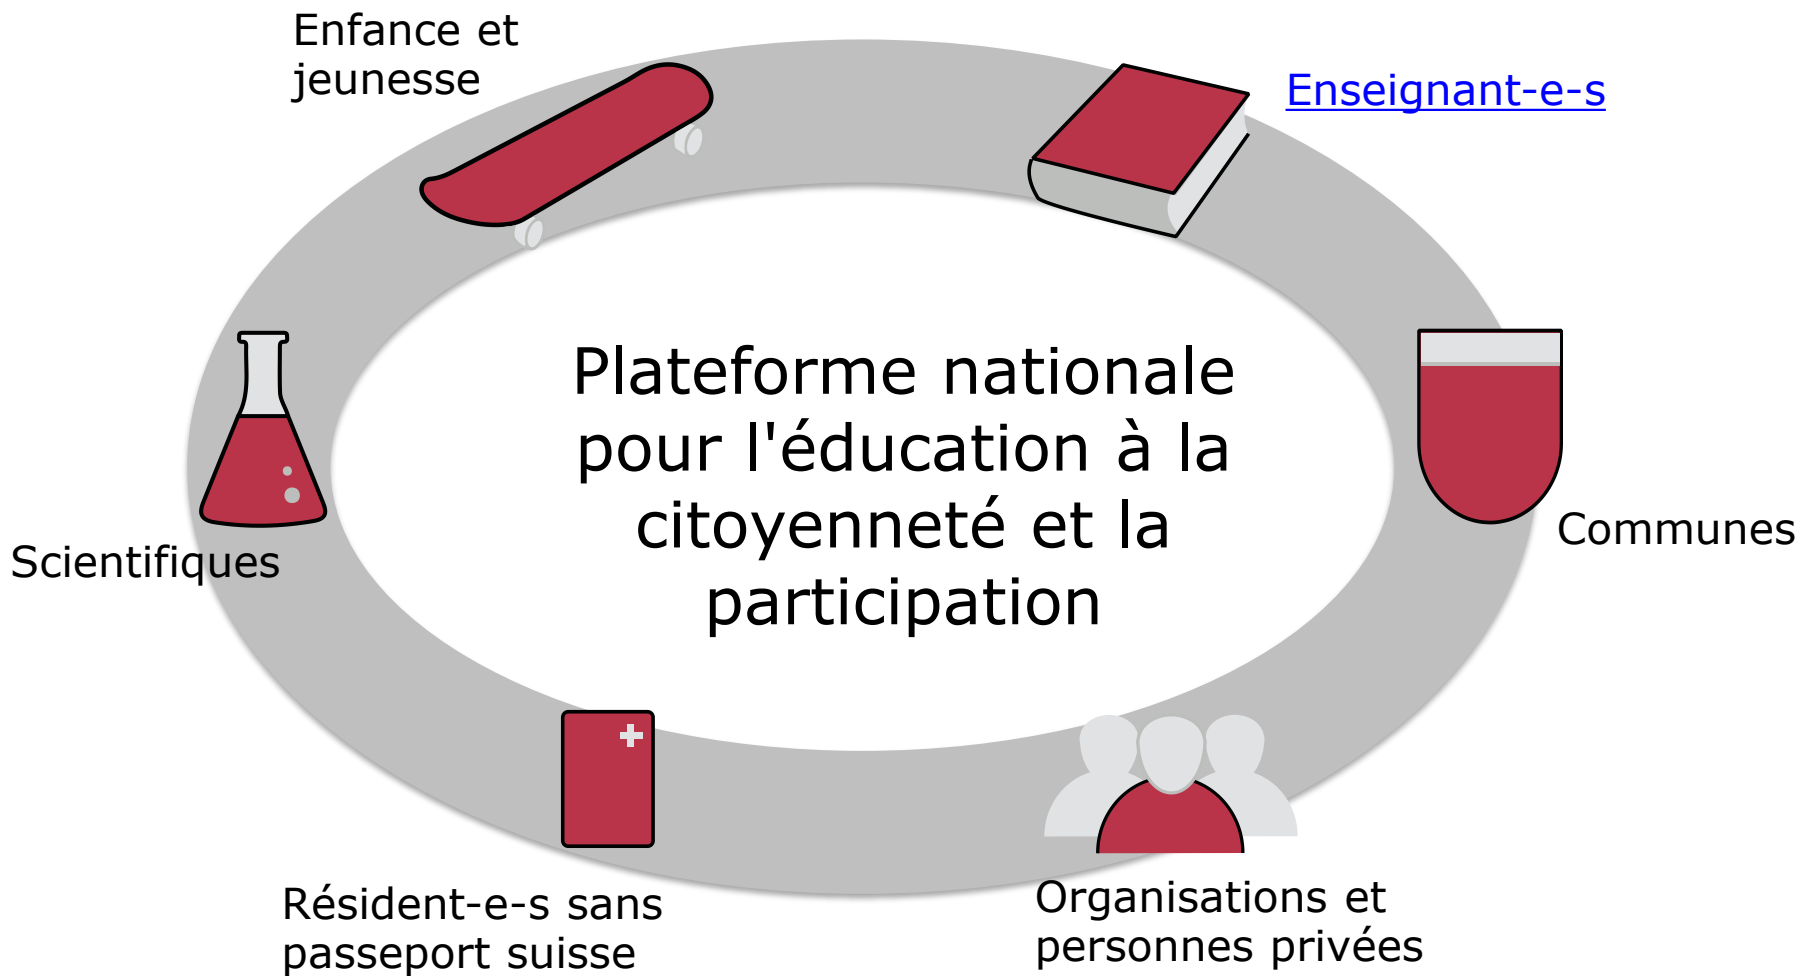 Enfance et
jeunesse
Enseignant-e-s
Plateforme nationale
pour l'éducation à la
citoyenneté et la
participation
Scientifiques
Communes
Résident-e-s sans
passeport suisse
Organisations et
personnes privées